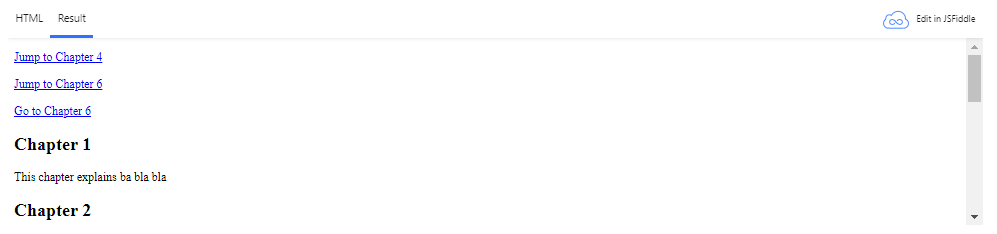 HTML Result Edit in JSFiddle
Jump to Chapter 4
Jump to Chapter 6
Go to Chapter 6
Chapter 1
This chapter explains ba bla bla
Chapter 2